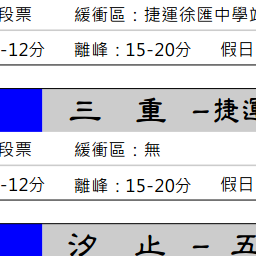 段票 緩衝區：捷運徐匯中學站
-12分 離峰：15-20分 假日
三 重 －捷運
段票 緩衝區：無
-12分 離峰：15-20分 假日
汐 止 － 五